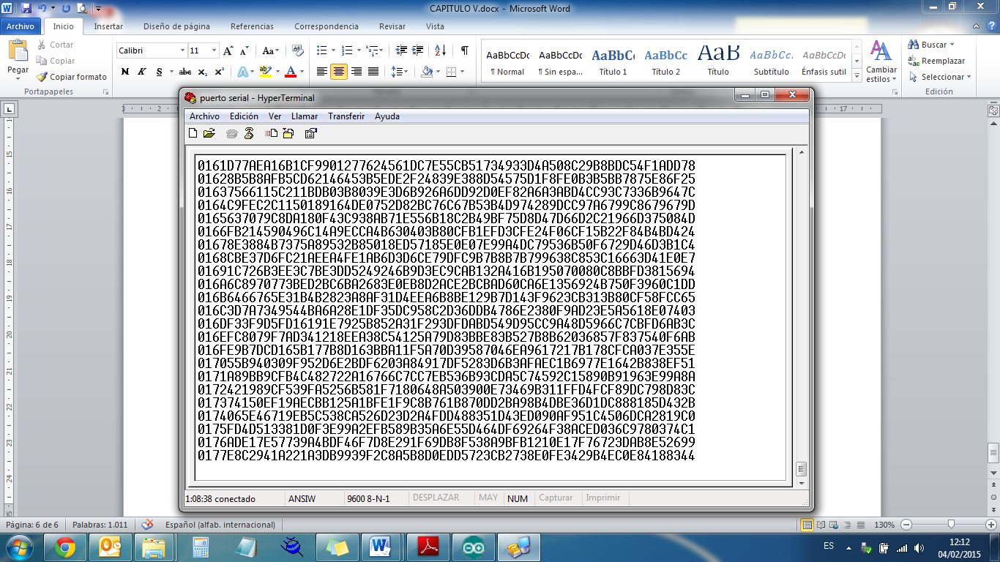 CAPITULO V.docx - Microsoft Word
Archivo Inicio Insertar Diseño de página Referencias Correspondencia Revisar Vista
Pegar
Cortar
Copiar
Copiar formato
Portapapeles
Calibri 11
N K S abc x₂ x²
AaBbCcDc AaBbCcDc AaBbCc AaBbCc AaB AaBbCc. AaBbCcDc
¶ Normal ¶ Sin espa... Título 1 Título 2 Título Subtítulo Énfasis sutil
Cambiar estilos
Buscar
Reemplazar
Seleccionar
Edición
puerto serial - HyperTerminal
Archivo Edición Ver Llamar Transferir Ayuda
0161D77AEA16B1CF9901277624561DC7E55CB51734933D4A508C29B8BDC54F1ADD78
01628B5B8AFB5CD62146453B5EDE2F24839E388D54575D1F8FE0B3B5BB7875E86F25
01637566115C211BDB03B8039E3D6B926A6DD92D0EF82A6A3ABD4CC93C7336B9647C
0164C9FEC2C1150189164DE0752D82BC76C67B53B4D974289DCC97A6799C8679679D
0165637079C8DA180F43C938AB71E556B18C2B49BF75D8D47D66D2C21966D375084D
0166FB214590496C14A9ECCA4B630403B80CFB1EFD3CFE24F06CF15B22F84B4BD424
01678E3884B7375A89532B85018ED57185E0E07E99A4DC79536B50F6729D46D3B1C4
0168CBE37D6FC21AEEA4FE1AB6D3D6CE79DFC9B7B8B7B799638C853C16663D41E0E7
01691C726B3EE3C7BE3DD5249246B9D3EC9CAB132A416B195070080C8BBFD3815694
016A6C8970773BED2BC6BA2683E0EB8D2ACE2BCBAD60CA6E1356924B750F3960C1DD
016B6466765E31B4B2823A8AF31D4EEA6B8BE129B7D143F9623CB313B80CF58FCC65
016C3D7A7349544BA6A28E1DF35DC958C2D36DDB4786E2380F9AD23E5A5618E07403
016DF33F9D5FD16191E7925B852A31F293DFDABD549D95CC9A48D5966C7CBFD6AB3C
016EFC8079F7AD341218EEA38C54125A79D83BBE83B527B8B62036857F837540F6AB
016FE9B7DCD165B177B8D163BBA11F5A70D39587046EA9617217B178CFCA037E355E
017055B940309F952D6E2BDF6203A84917DF5283D6B3AFAEC1B6977E1642B838EF51
0171A89BB9CFB4C482722A16766C7CC7EB536B93CDA5C74592C15890B91963E99A8A
0172421989CF539FA5256B581F7180648A503900E73469B311FFD4FCF89DC798D83C
017374150EF19AECBB125A1BFE1F9C8B761B870DD2BA98B4DBE36D1DC888185D432B
0174065E46719EB5C538CA526D23D2A4FDD488351D43ED090AF951C4506DCA2819C0
0175FD4D513381D0F3E99A2EEFB589B35A6E55D464DF69264F38ACED036C9780374C1
0176ADE17E57739A4BDF46F7D8E291F69DB8F538A9BFB1210E17F76723DAB8E52699
0177E8C2941A221A3DB9939F2C8A5B8D0EDD5723CB2738E0FE3429B4EC0E84188344
1:08:38 conectado ANSIW 9600 8-N-1 DESPLAZAR MAY NUM Capturar Imprimir
Página: 6 de 6 Palabras: 1.011 Español (alfab. internacional) 130%
ES 12:12
04/02/2015